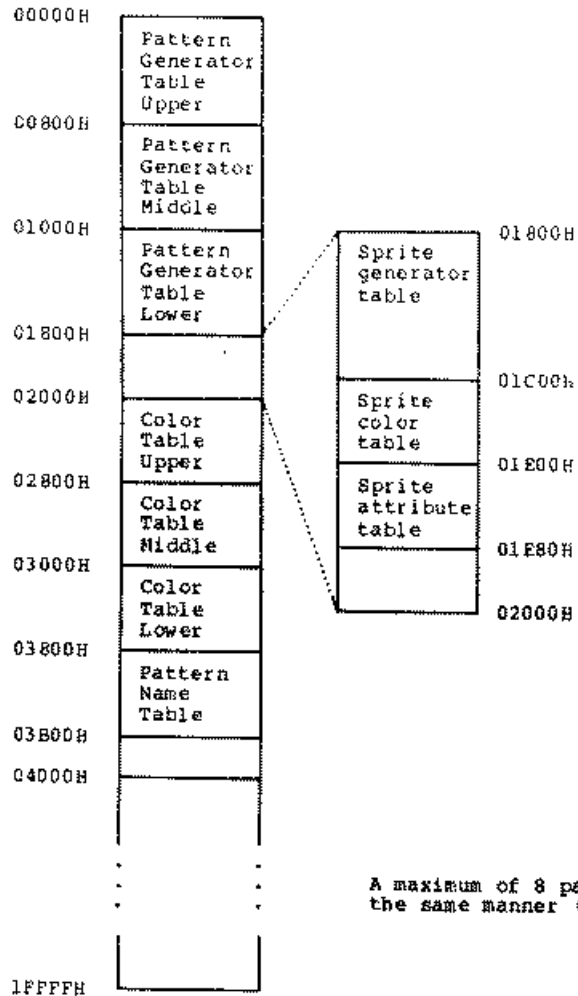 00000H
Pattern
Generator
Table
Upper
00800H
Pattern
Generator
Table
Middle
01000H
Pattern
Generator
Table
Lower
01800H
02000H
Color
Table
Upper
02800H
Color
Table
Middle
03000H
Color
Table
Lower
03800H
Pattern
Name
Table
03B00H
04000H
1FFFFH
01800H
Sprite
generator
table
01C00h
Sprite
color
table
01E00H
Sprite
attribute
table
01E80H
02000H
A maximum of 8 pa
the same manner